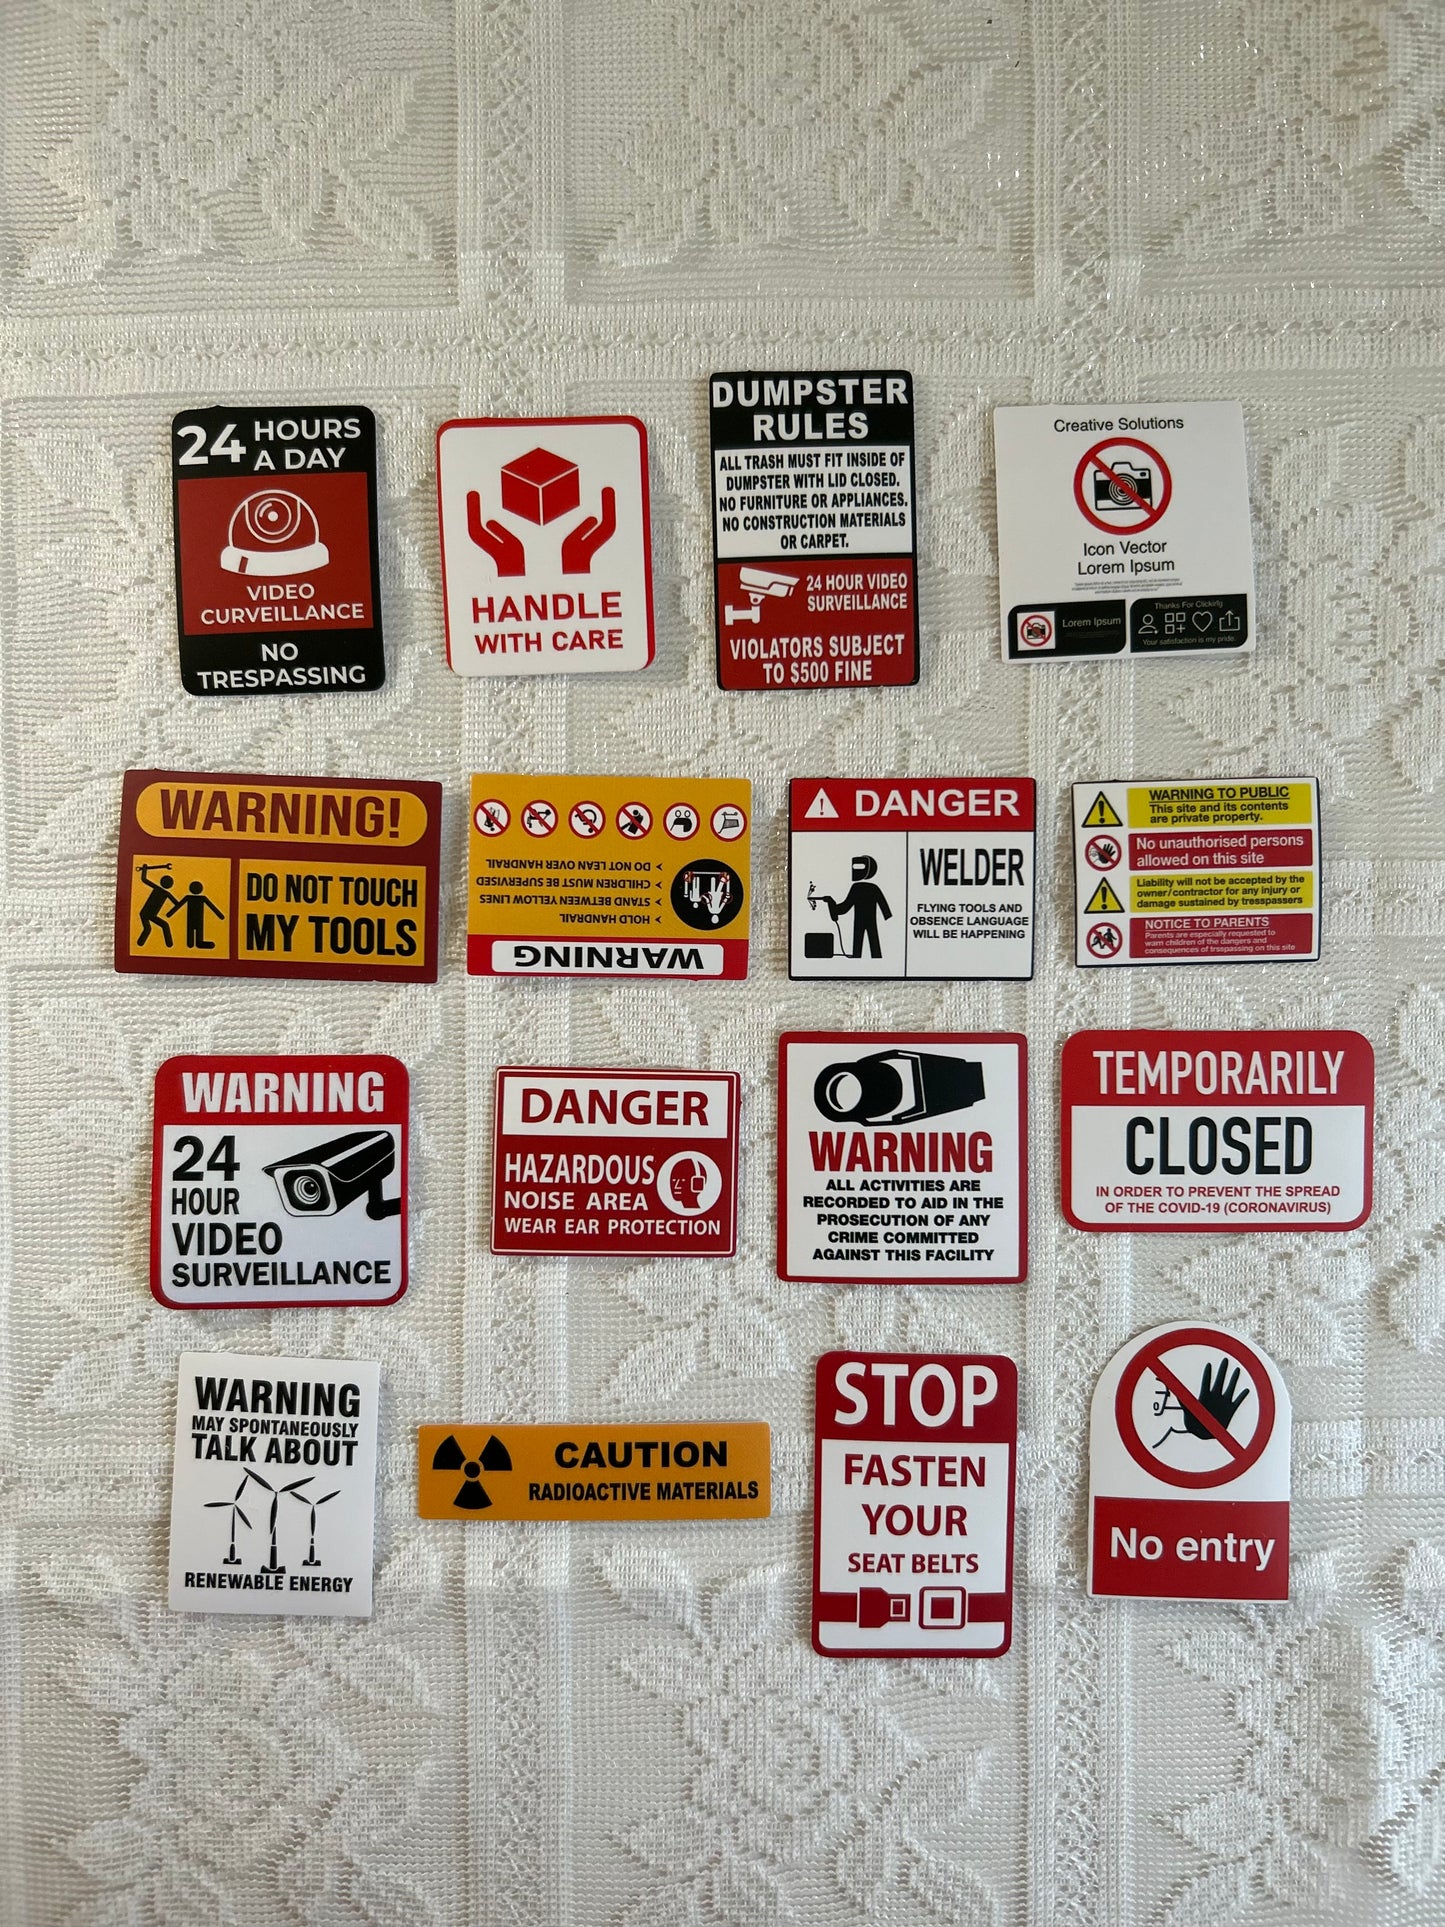 24 HOURS
A DAY
VIDEO
CURVEILLANCE
NO
TRESPASSING
HANDLE
WITH CARE
DUMPSTER
RULES
ALL TRASH MUST FIT INSIDE OF
DUMPSTER WITH LID CLOSED.
NO FURNITURE OR APPLIANCES.
NO CONSTRUCTION MATERIALS
OR CARPET.
24 HOUR VIDEO
SURVEILLANCE
VIOLATORS SUBJECT
TO $500 FINE
Creative Solutions
Icon Vector
Lorem Ipsum
Lorem Ipsum
Thanks For Clickirly
Your satisfaction is my pride.
WARNING!
DO NOT TOUCH
MY TOOLS
WARNING
HOLD HANDRAIL
STAND BETWEEN YELLOW LINES
CHILDREN MUST BE SUPERVISED
DO NOT LEAN OVER HANDRAIL
DANGER
WELDER
FLYING TOOLS AND
OBSENCE LANGUAGE
WILL BE HAPPENING
WARNING TO PUBLIC
This site and its contents
are private property.
No unauthorised persons
allowed on this site
Liability will not be accepted by the
owner/contractor for any injury or
damage sustained by tresspassers
NOTICE TO PARENTS
Parents are especially requested to
warn children of the dangers and
consequences of trsspassing on this site
WARNING
24
HOUR
VIDEO
SURVEILLANCE
DANGER
HAZARDOUS
NOISE AREA
WEAR EAR PROTECTION
WARNING
ALL ACTIVITIES ARE
RECORDED TO AID IN THE
PROSECUTION OF ANY
CRIME COMMITTED
AGAINST THIS FACILITY
TEMPORARILY
CLOSED
IN ORDER TO PREVENT THE SPREAD
OF THE COVID-19 (CORONAVIRUS)
WARNING
MAY SPONTANEOUSLY
TALK ABOUT
RENEWABLE ENERGY
CAUTION
RADIOACTIVE MATERIALS
STOP
FASTEN
YOUR
SEAT BELTS
No entry